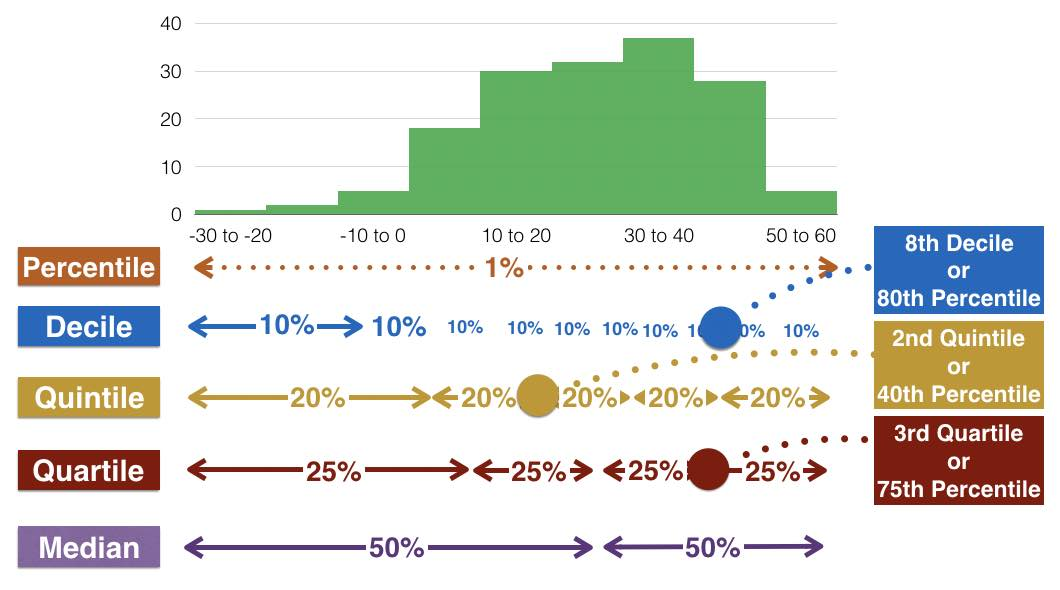 40
30
20
10
0
-30 to -20 -10 to 0 10 to 20 30 to 40 50 to 60
Percentile
1%
8th Decile
or
80th Percentile
Decile
10% 10% 10% 10% 10% 10% 10% 10%
2nd Quintile
or
40th Percentile
Quintile
20% 20% 20% 20% 20%
3rd Quartile
or
75th Percentile
Quartile
25% 25% 25% 25%
Median
50% 50%